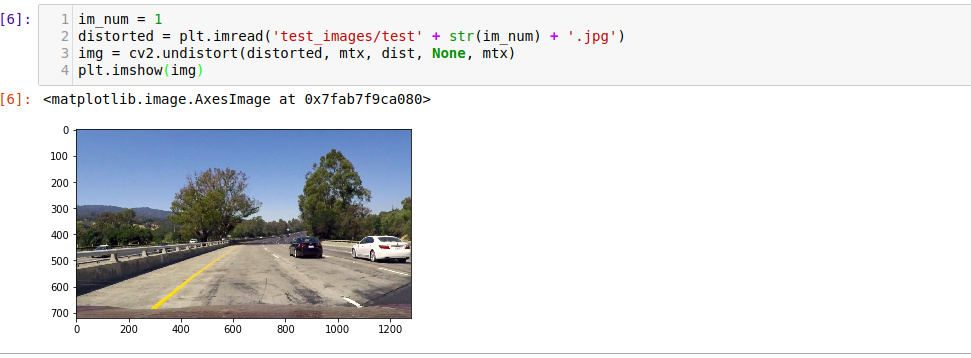 [6]:
1 im_num = 1
2 distorted = plt.imread('test_images/test' + str(im_num) + '.jpg')
3 img = cv2.undistort(distorted, mtx, dist, None, mtx)
4 plt.imshow(img)
[6]: <matplotlib.image.AxesImage at 0x7fab7f9ca080>
0
100
200
300
400
500
600
700
0 200 400 600 800 1000 1200